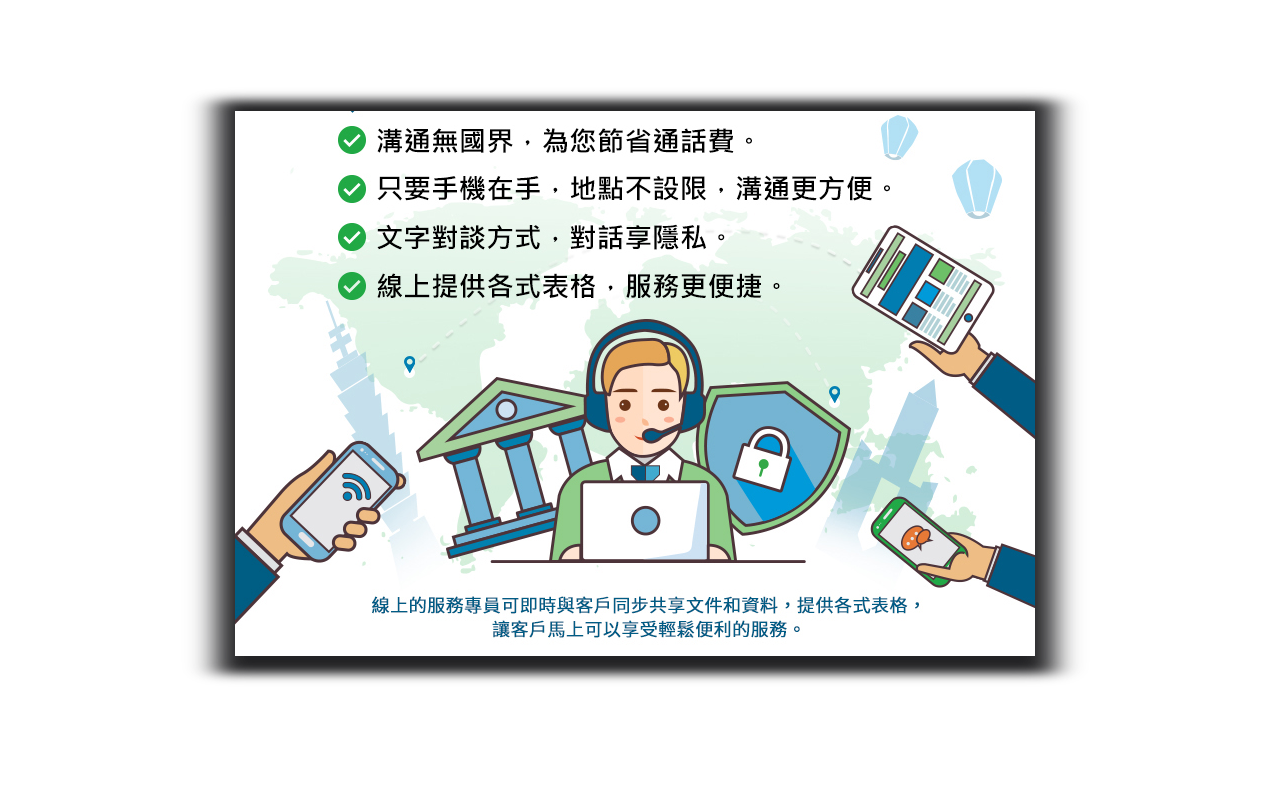 溝通無國界，為您節省通話費。
只要手機在手，地點不設限，溝通更方便。
文字對談方式，對話享隱私。
線上提供各式表格，服務更便捷。
線上的服務專員可即時與客戶同步共享文件和資料，提供各式表格，
讓客戶馬上可以享受輕鬆便利的服務。